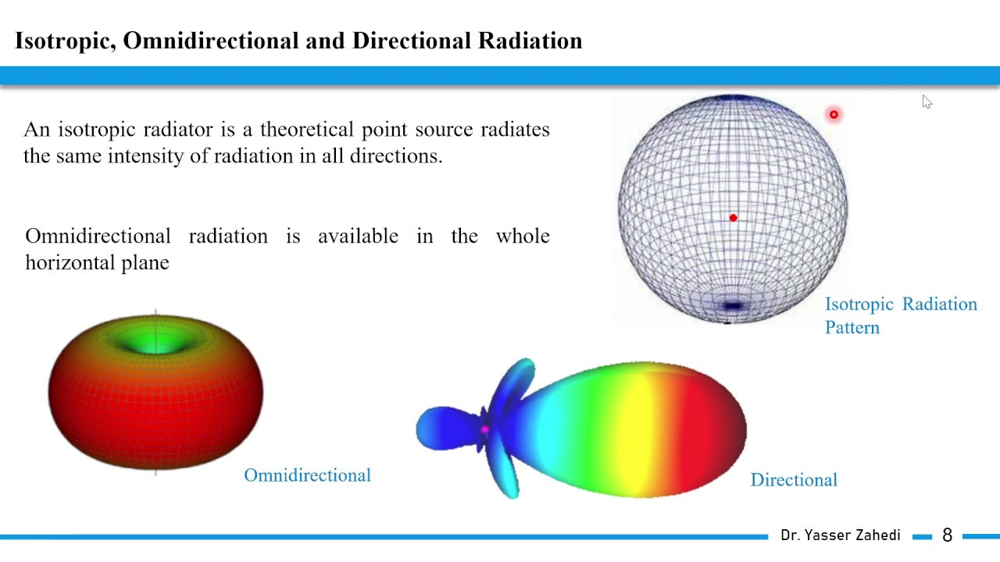 Isotropic, Omnidirectional and Directional Radiation
An isotropic radiator is a theoretical point source radiates
the same intensity of radiation in all directions.
Omnidirectional radiation is available in the whole
horizontal plane
Isotropic Radiation
Pattern
Omnidirectional
Directional
Dr. Yasser Zahedi
8